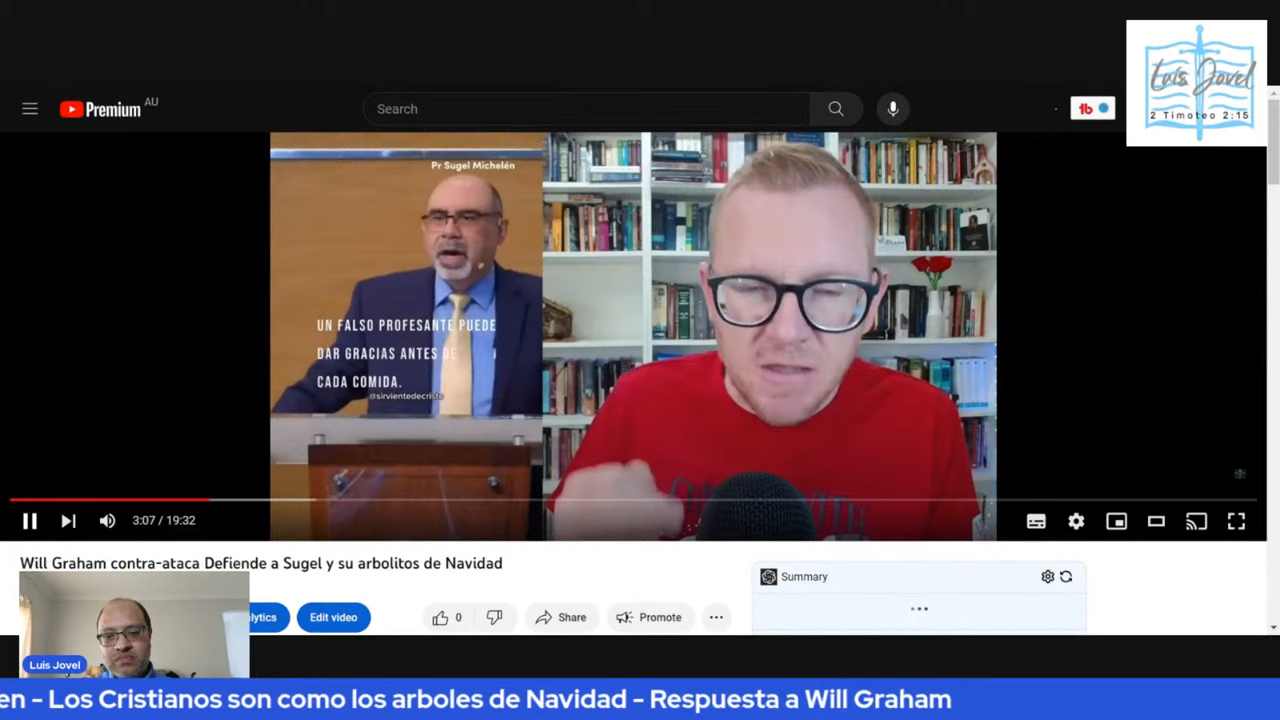 Premium AU
Search
Luis Jovel
2 Timoteo 2:15
Pr Sugel Michelén
UN FALSO PROFESANTE PUEDE
DAR GRACIAS ANTES DE
CADA COMIDA.
@sirvientedecristo
3:07 / 19:32
Will Graham contra-ataca Defiende a Sugel y su arbolitos de Navidad
lytics
Edit video
0
Share
Promote
Summary
Luis Jovel
en - Los Cristianos son como los arboles de Navidad - Respuesta a Will Graham